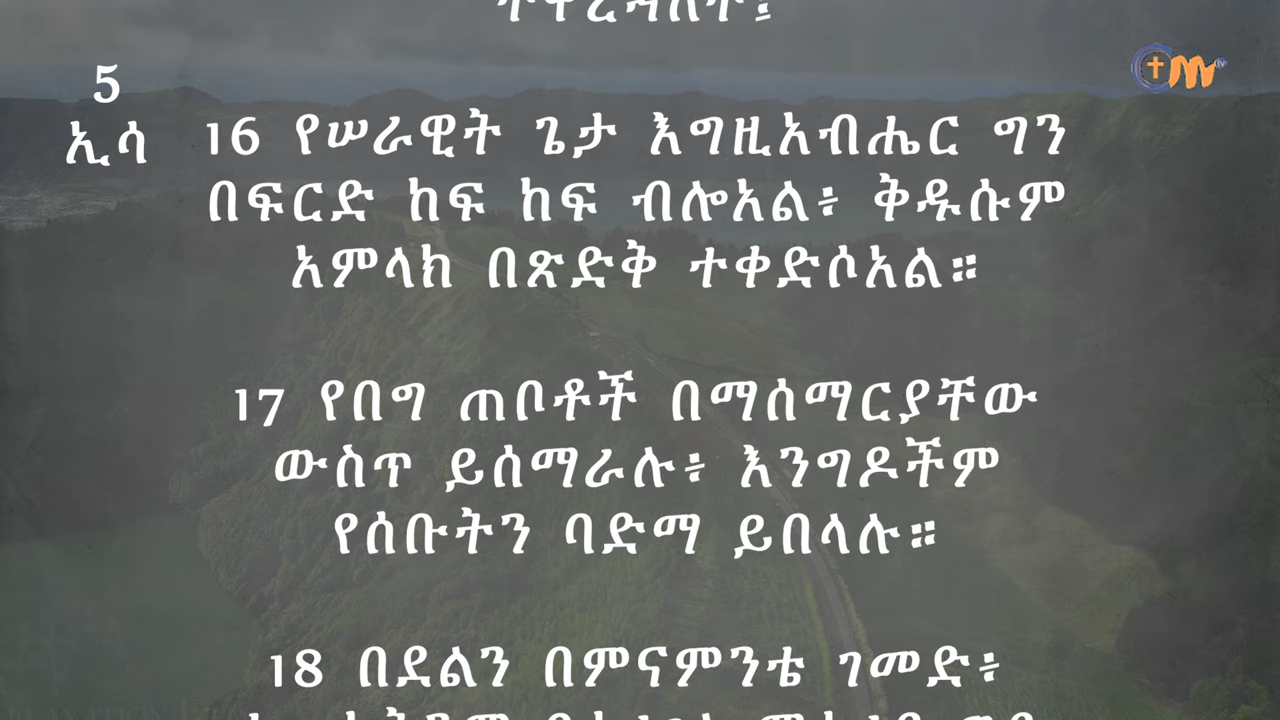 5
ኢሳ
16 የሠራዊት ጌታ እግዚአብሔር ግን
በፍርድ ከፍ ከፍ ብሎአል፥ ቅዱሱም
አምላክ በጽድቅ ተቀድሶአል።
17 የበግ ጠቦቶች በማሰማርያቸው
ውስጥ ይሰማራሉ፥ እንግዶችም
የሰቡትን ባድማ ይበላሉ።
18 በደልን በምናምንቴ ገመድ፥